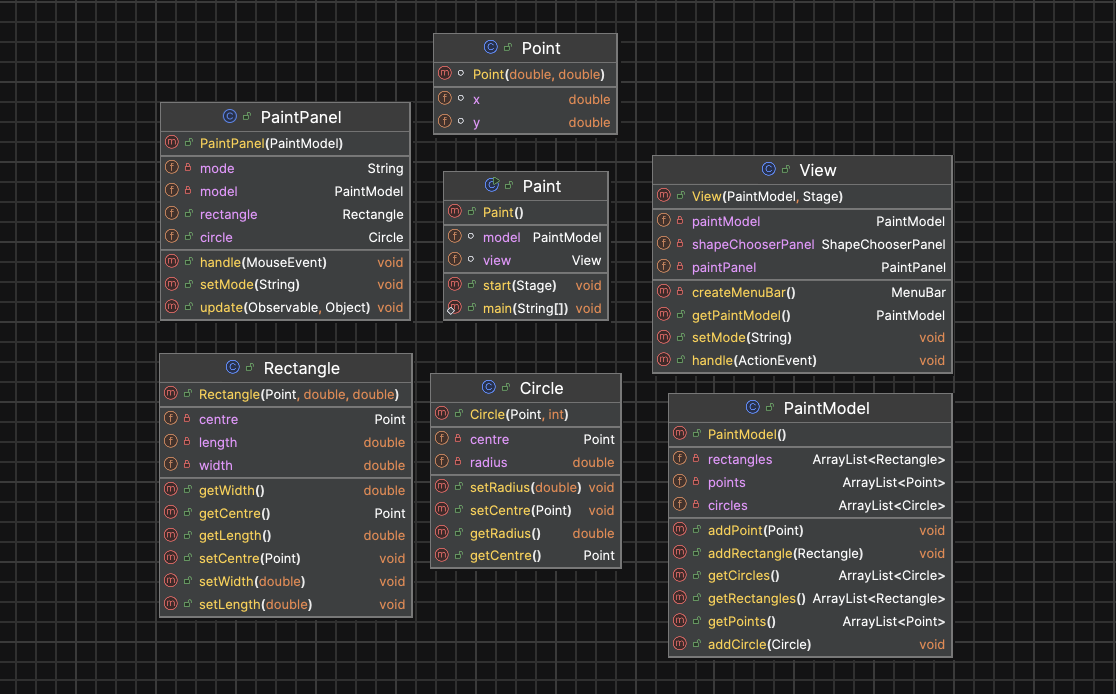 Point
Point(double, double)
x double
y double
PaintPanel
PaintPanel(PaintModel)
mode String
model PaintModel
rectangle Rectangle
circle Circle
handle(MouseEvent) void
setMode(String) void
update(Observable, Object) void
Paint
Paint()
model PaintModel
view View
start(Stage) void
main(String[]) void
View
View(PaintModel, Stage)
paintModel PaintModel
shapeChooserPanel ShapeChooserPanel
paintPanel PaintPanel
createMenuBar() MenuBar
getPaintModel() PaintModel
setMode(String) void
handle(ActionEvent) void
Rectangle
Rectangle(Point, double, double)
centre Point
length double
width double
getWidth() double
getCentre() Point
getLength() double
setCentre(Point) void
setWidth(double) void
setLength(double) void
Circle
Circle(Point, int)
centre Point
radius double
setRadius(double) void
setCentre(Point) void
getRadius() double
getCentre() Point
PaintModel
PaintModel()
rectangles ArrayList<Rectangle>
points ArrayList<Point>
circles ArrayList<Circle>
addPoint(Point) void
addRectangle(Rectangle) void
getCircles() ArrayList<Circle>
getRectangles() ArrayList<Rectangle>
getPoints() ArrayList<Point>
addCircle(Circle) void